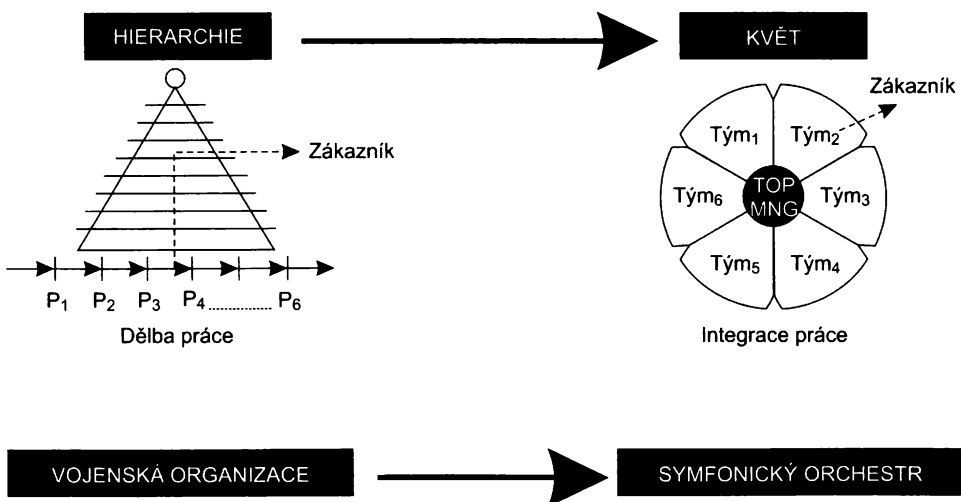 HIERARCHIE
KVĚT
Zákazník
Zákazník
Tým₁
Tým₂
Tým₆
TOP
MNG
Tým₃
Tým₅
Tým₄
P₁ P₂ P₃ P₄ ............ P₆
Dělba práce
Integrace práce
VOJENSKÁ ORGANIZACE
SYMFONICKÝ ORCHESTR